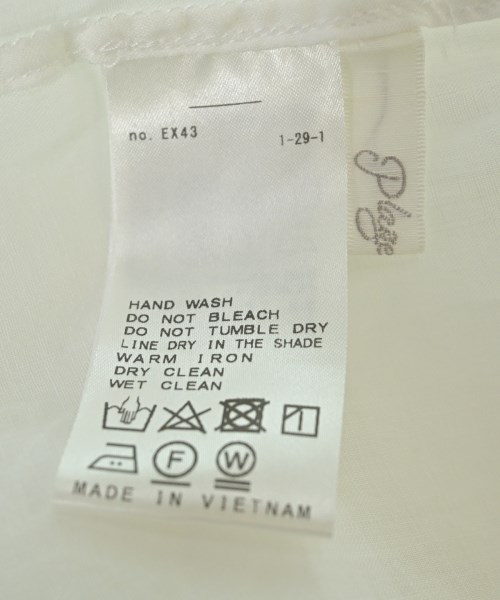 no. EX43 1-29-1
HAND WASH
DO NOT BLEACH
DO NOT TUMBLE DRY
LINE DRY IN THE SHADE
WARM IRON
DRY CLEAN
WET CLEAN
F W
MADE IN VIETNAM